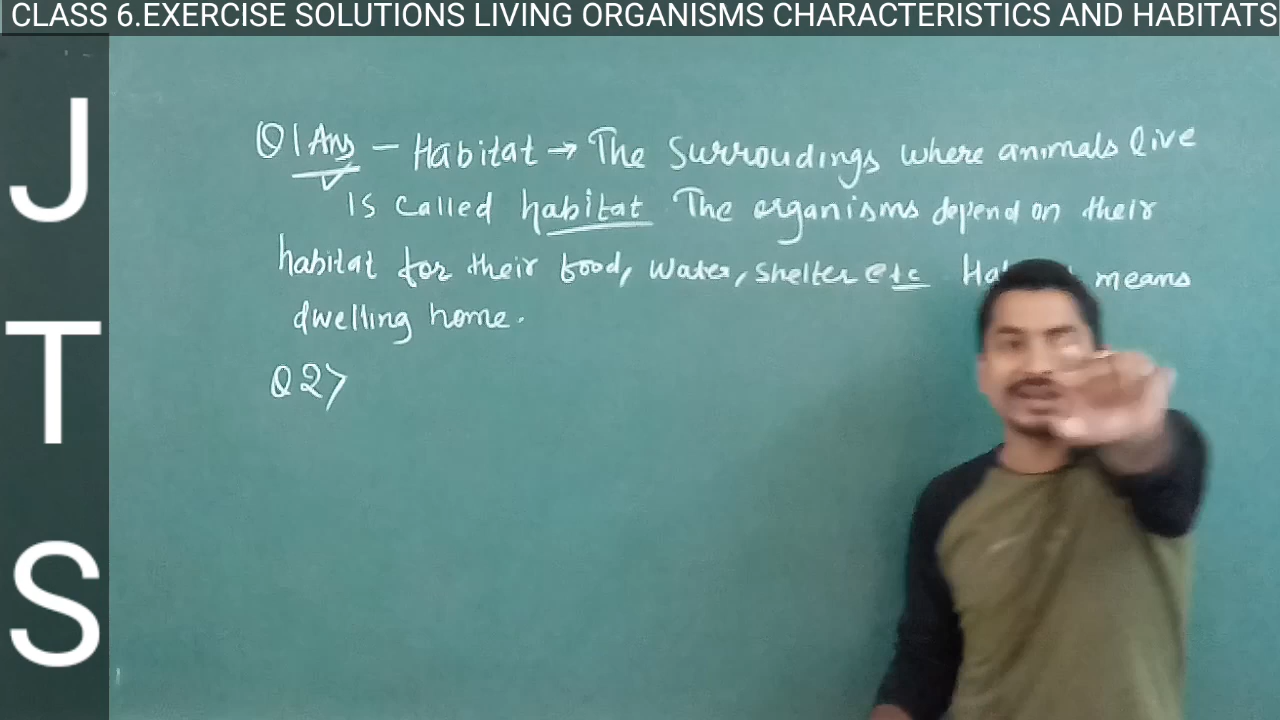 CLASS 6.EXERCISE SOLUTIONS LIVING ORGANISMS CHARACTERISTICS AND HABITATS
J
T
S
Q1 Ans - Habitat → The Surroudings where animals live
Is called habitat The organisms depend on their
habitat for their food, water, shelter etc means
dwelling home.
Q2>